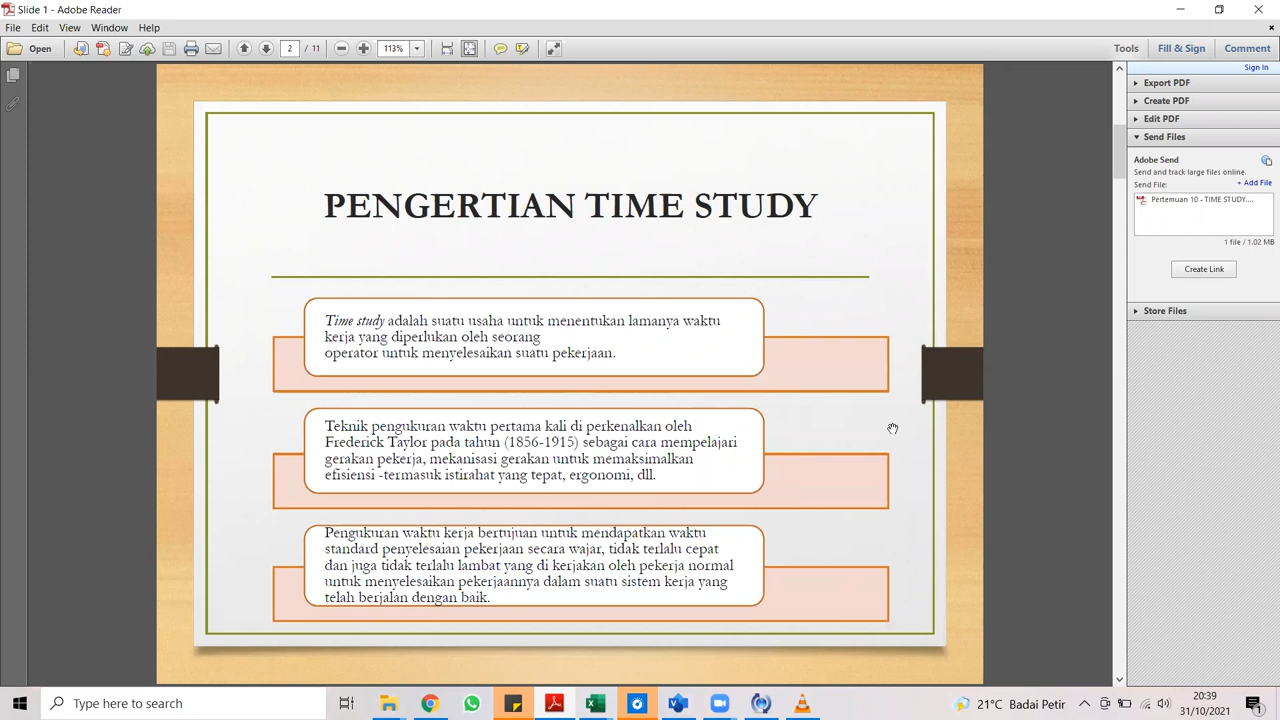 Slide 1 - Adobe Reader
File Edit View Window Help
Open 2 / 11 113% Tools Fill & Sign Comment
Sign In
Export PDF
Create PDF
Edit PDF
Send Files
Adobe Send
Send and track large files online.
Send File: + Add File
Pertemuan 10 - TIME STUDY....
1 file / 1.02 MB
Create Link
Store Files
PENGERTIAN TIME STUDY
Time study adalah suatu usaha untuk menentukan lamanya waktu
kerja yang diperlukan oleh seorang
operator untuk menyelesaikan suatu pekerjaan.
Teknik pengukuran waktu pertama kali di perkenalkan oleh
Frederick Taylor pada tahun (1856-1915) sebagai cara mempelajari
gerakan pekerja, mekanisasi gerakan untuk memaksimalkan
efisiensi -termasuk istirahat yang tepat, ergonomi, dll.
Pengukuran waktu kerja bertujuan untuk mendapatkan waktu
standard penyelesaian pekerjaan secara wajar, tidak terlalu cepat
dan juga tidak terlalu lambat yang di kerjakan oleh pekerja normal
untuk menyelesaikan pekerjaannya dalam suatu sistem kerja yang
telah berjalan dengan baik.
Type here to search
21°C Badai Petir
20:39
31/10/2021
1